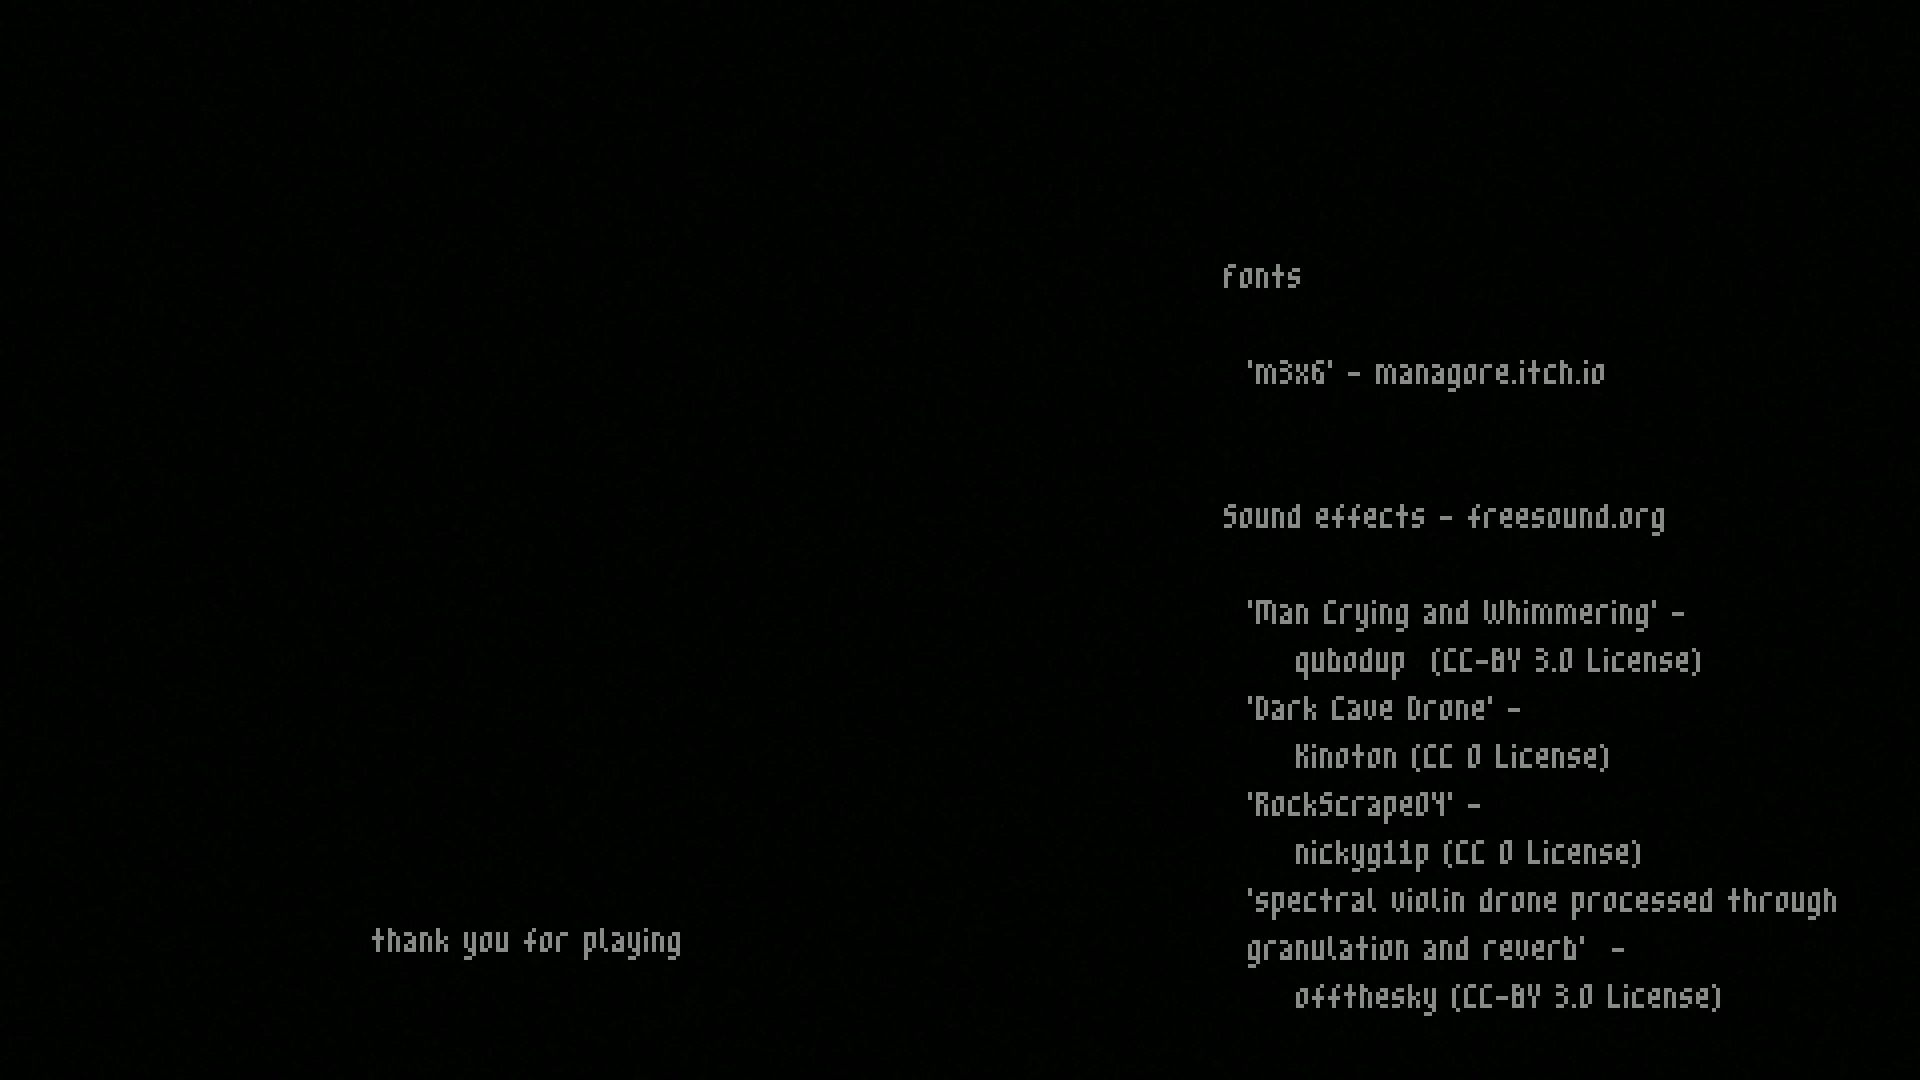 fonts
'm3x6' - managore.itch.io
Sound effects - freesound.org
'Man Crying and Whimmering' -
qubodup (CC-BY 3.0 License)
'Dark Cave Drone' -
Kinoton (CC 0 License)
'RockScrape04' -
nickyg11p (CC 0 License)
'spectral violin drone processed through
granulation and reverb' -
offthesky (CC-BY 3.0 License)
thank you for playing